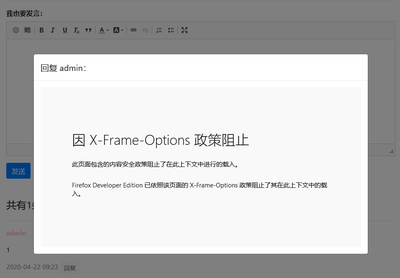 我也要发言：
B I U T
A A
回复 admin：
因 X-Frame-Options 政策阻止
此页面包含的内容安全政策阻止了在此上下文中进行的载入。
Firefox Developer Edition 已依照该页面的 X-Frame-Options 政策阻止了其在此上下文中的载
入。
发送
共有1
admin
1
2020-04-22 09:23 回复